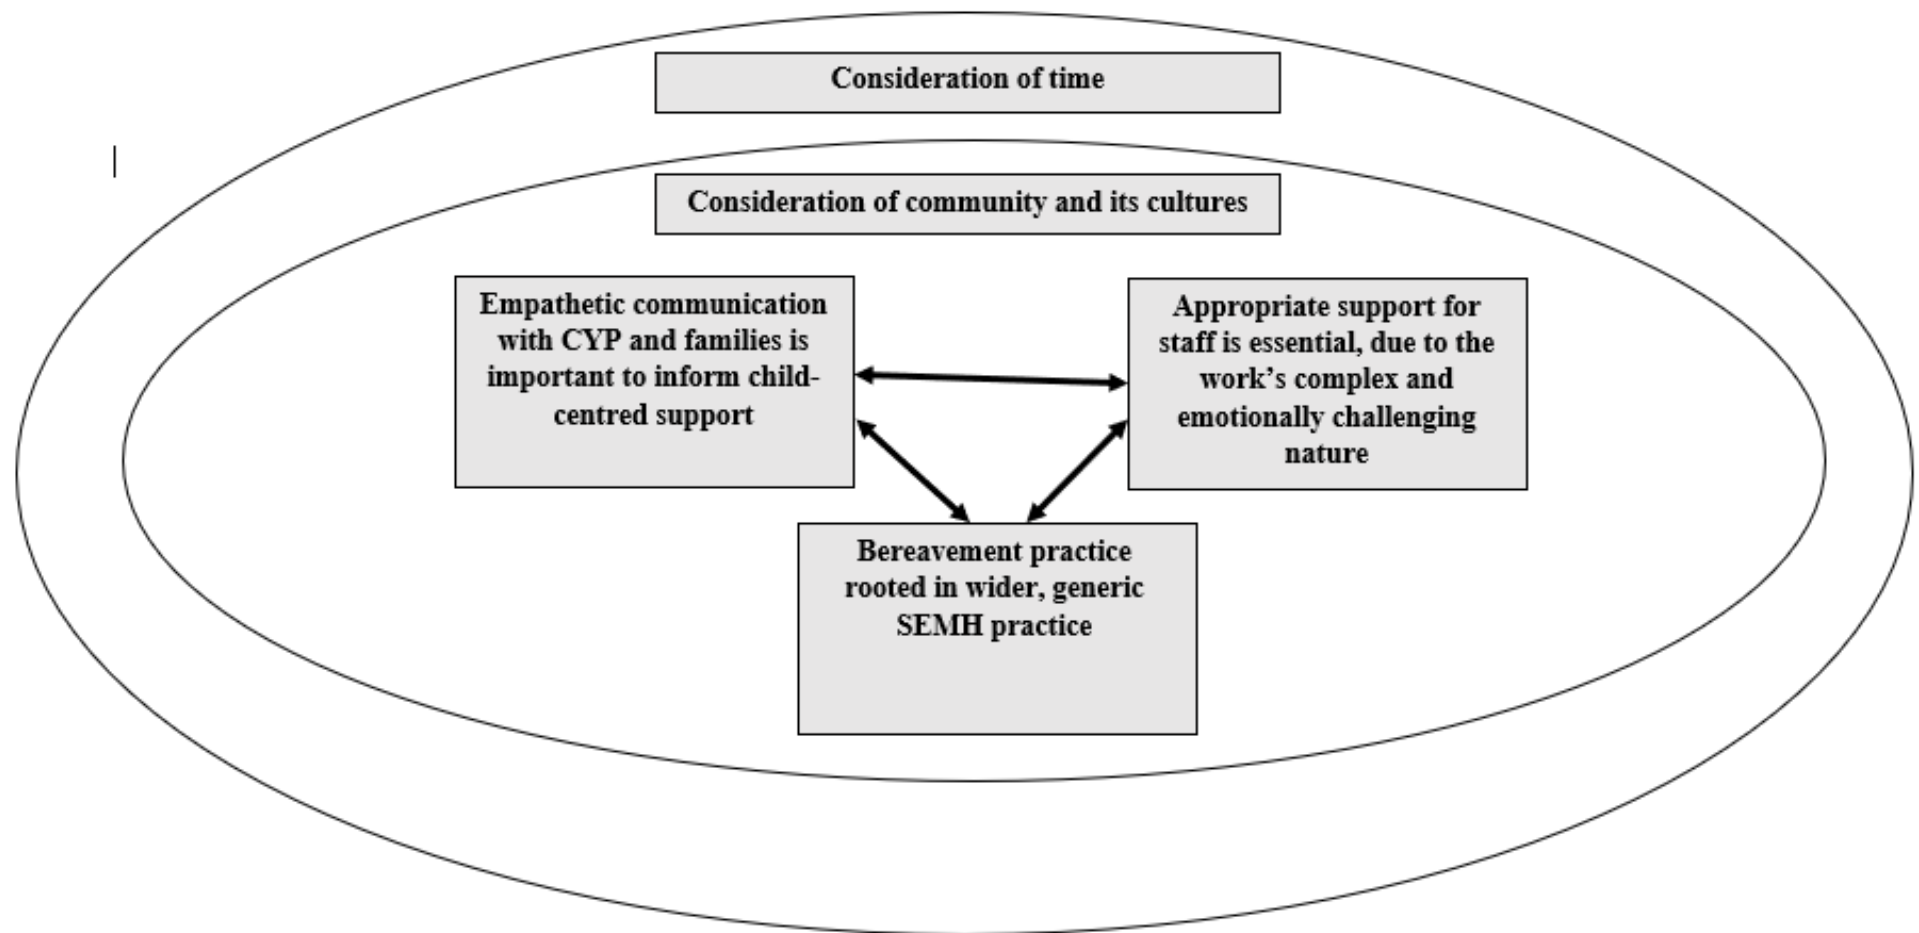 Consideration of time
Consideration of community and its cultures
Empathetic communication
with CYP and families is
important to inform child-
centred support
Appropriate support for
staff is essential, due to the
work’s complex and
emotionally challenging
nature
Bereavement practice
rooted in wider, generic
SEMH practice